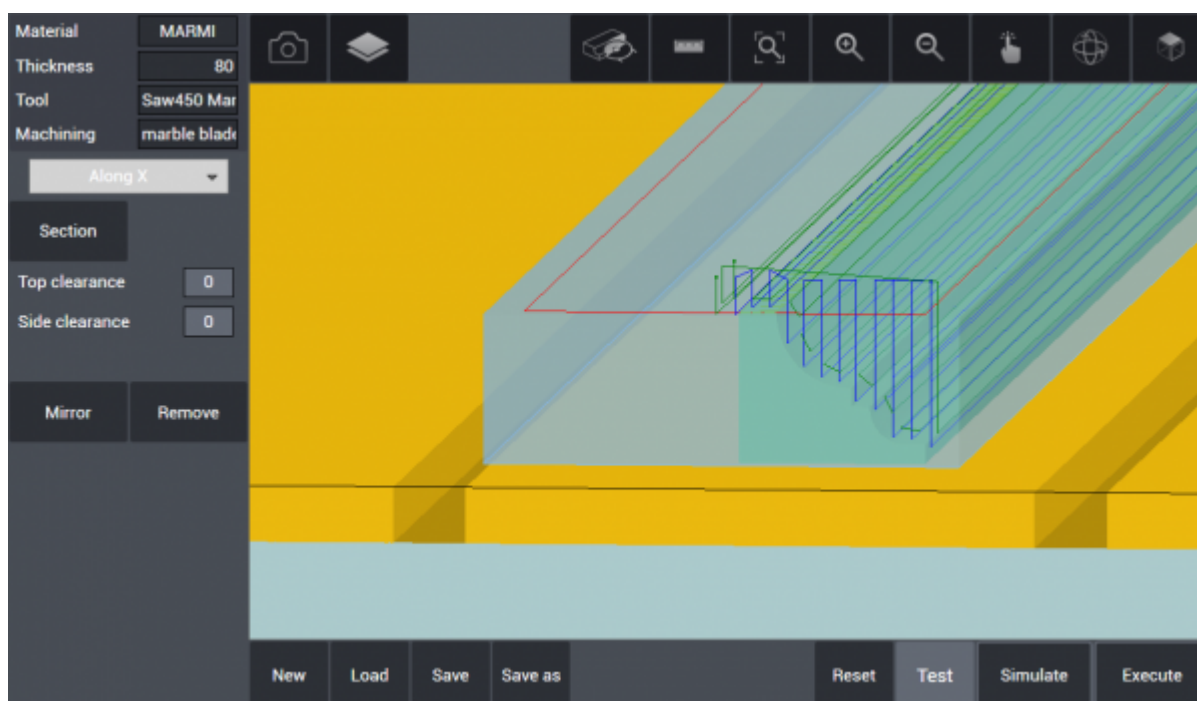 Material MARMI
Thickness 80
Tool Saw450 Mar
Machining marble blade
Along X
Section
Top clearance 0
Side clearance 0
Mirror Remove
New Load Save Save as Reset Test Simulate Execute